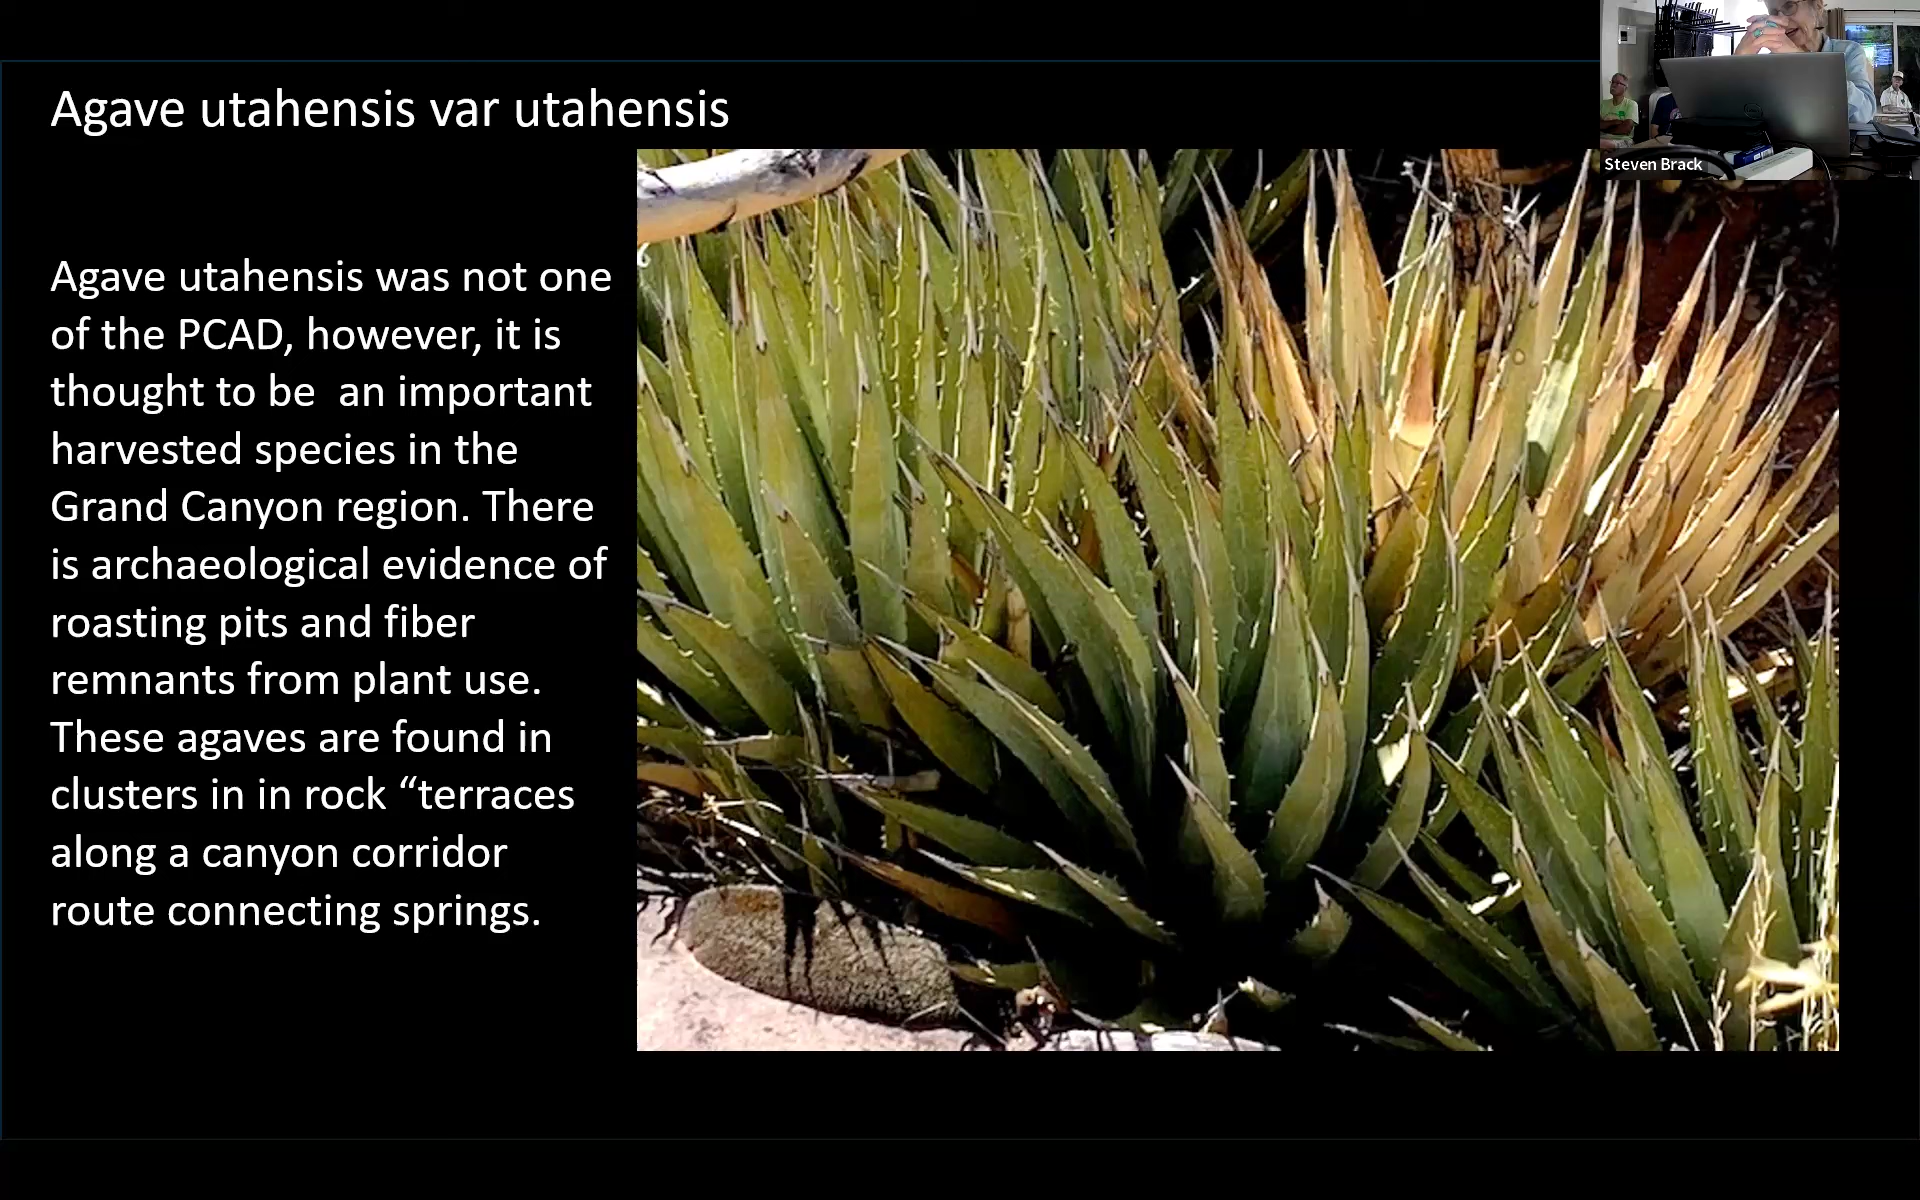 Agave utahensis var utahensis
Steven Brack
Agave utahensis was not one
of the PCAD, however, it is
thought to be  an important
harvested species in the
Grand Canyon region. There
is archaeological evidence of
roasting pits and fiber
remnants from plant use.
These agaves are found in
clusters in in rock “terraces
along a canyon corridor
route connecting springs.